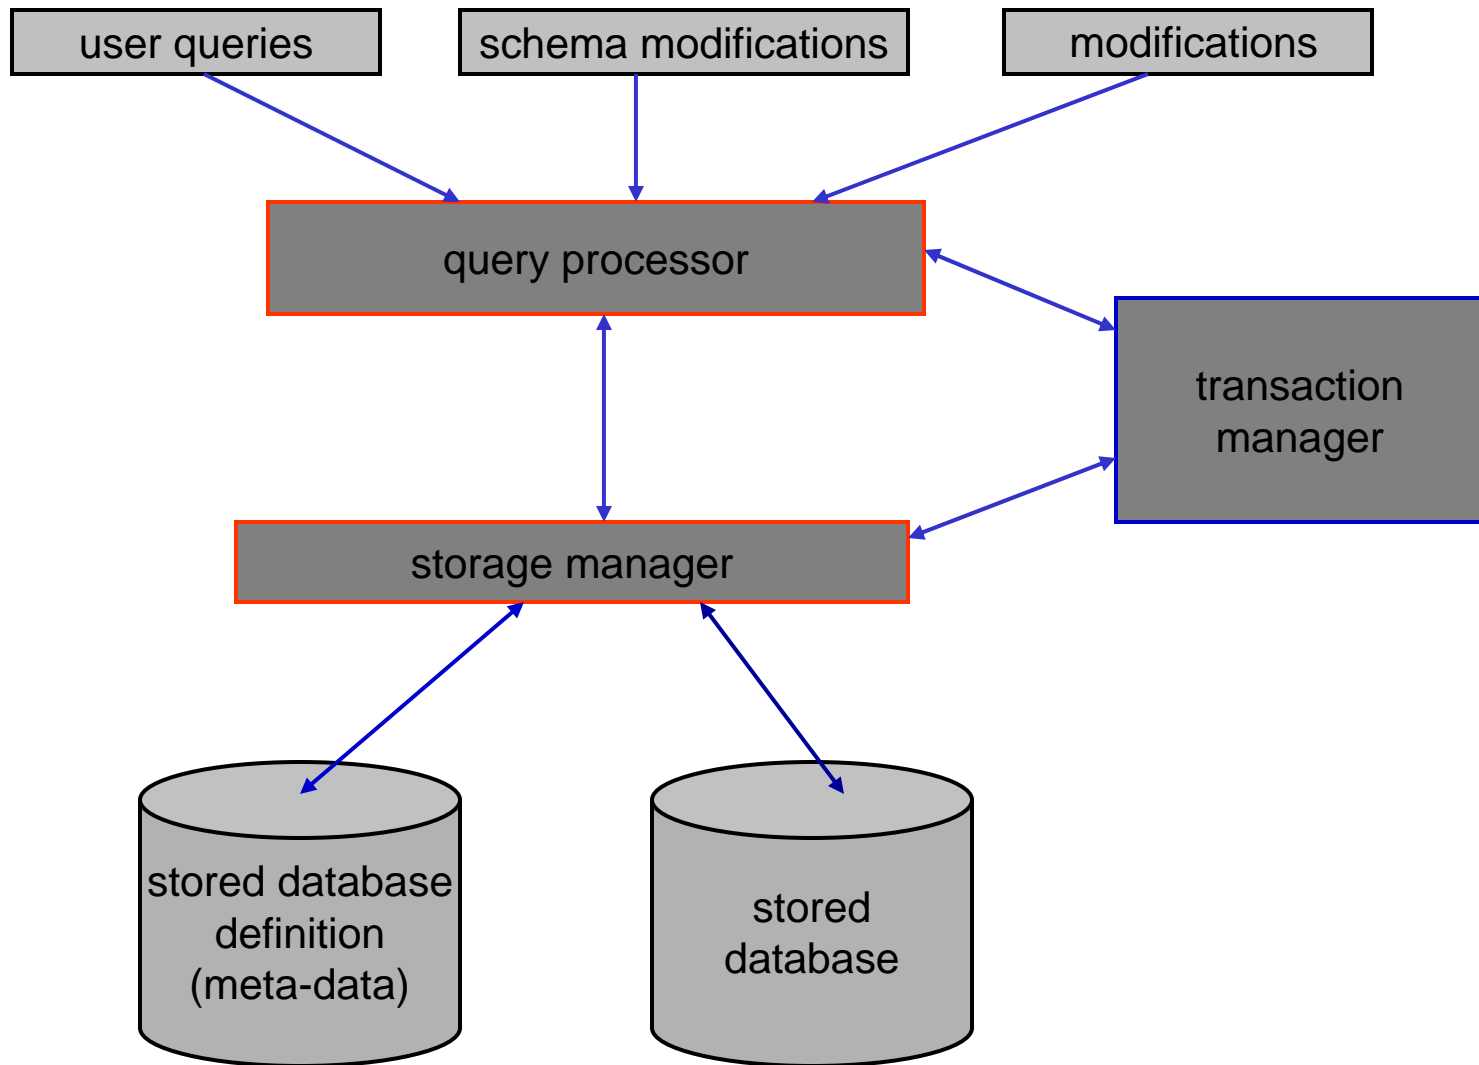 user queries
schema modifications
modifications
query processor
transaction
manager
storage manager
stored database
definition
(meta-data)
stored
database